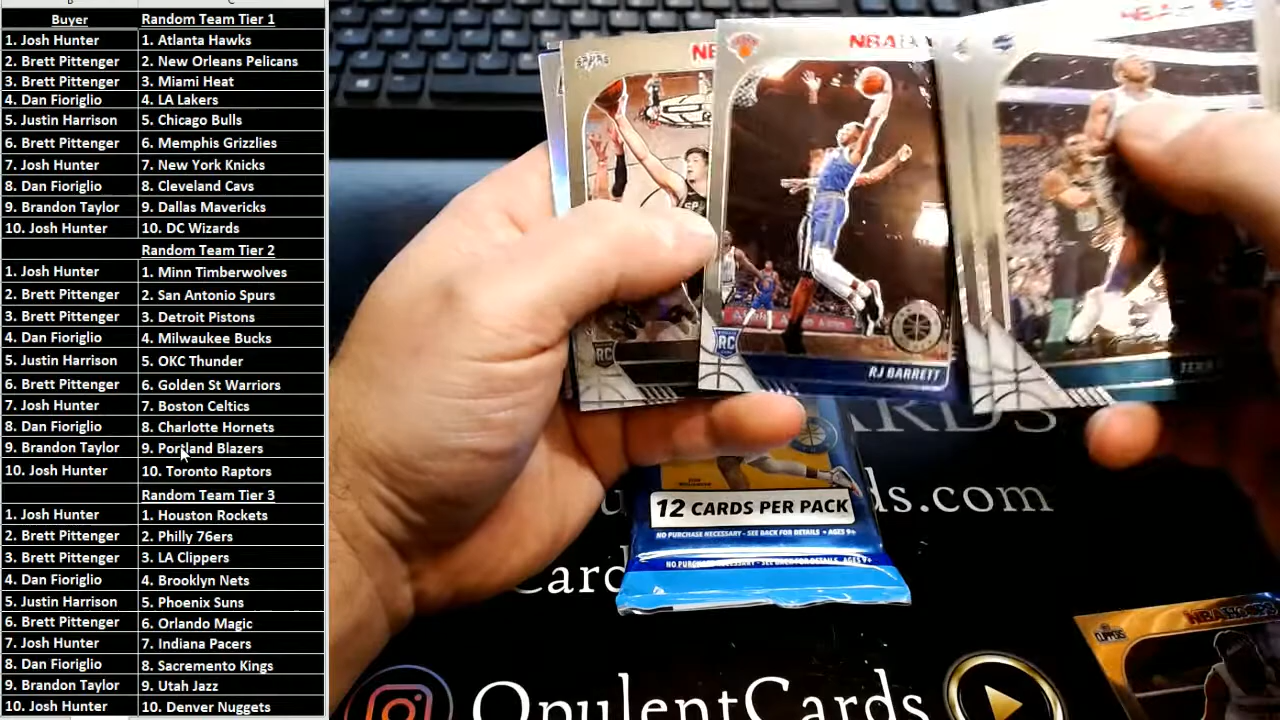 Buyer Random Team Tier 1
1. Josh Hunter 1. Atlanta Hawks
2. Brett Pittenger 2. New Orleans Pelicans
3. Brett Pittenger 3. Miami Heat
4. Dan Fioriglio 4. LA Lakers
5. Justin Harrison 5. Chicago Bulls
6. Brett Pittenger 6. Memphis Grizzlies
7. Josh Hunter 7. New York Knicks
8. Dan Fioriglio 8. Cleveland Cavs
9. Brandon Taylor 9. Dallas Mavericks
10. Josh Hunter 10. DC Wizards
Random Team Tier 2
1. Josh Hunter 1. Minn Timberwolves
2. Brett Pittenger 2. San Antonio Spurs
3. Brett Pittenger 3. Detroit Pistons
4. Dan Fioriglio 4. Milwaukee Bucks
5. Justin Harrison 5. OKC Thunder
6. Brett Pittenger 6. Golden St Warriors
7. Josh Hunter 7. Boston Celtics
8. Dan Fioriglio 8. Charlotte Hornets
9. Brandon Taylor 9. Portland Blazers
10. Josh Hunter 10. Toronto Raptors
Random Team Tier 3
1. Josh Hunter 1. Houston Rockets
2. Brett Pittenger 2. Philly 76ers
3. Brett Pittenger 3. LA Clippers
4. Dan Fioriglio 4. Brooklyn Nets
5. Justin Harrison 5. Phoenix Suns
6. Brett Pittenger 6. Orlando Magic
7. Josh Hunter 7. Indiana Pacers
8. Dan Fioriglio 8. Sacremento Kings
9. Brandon Taylor 9. Utah Jazz
10. Josh Hunter 10. Denver Nuggets
SPURS
NBA
RC
RC
RJ BARRETT
12 CARDS PER PACK
NO PURCHASE NECESSARY - SEE BACK FOR DETAILS • AGES 9+
CLIPPERS
NBA HOOPS
OpulentCards